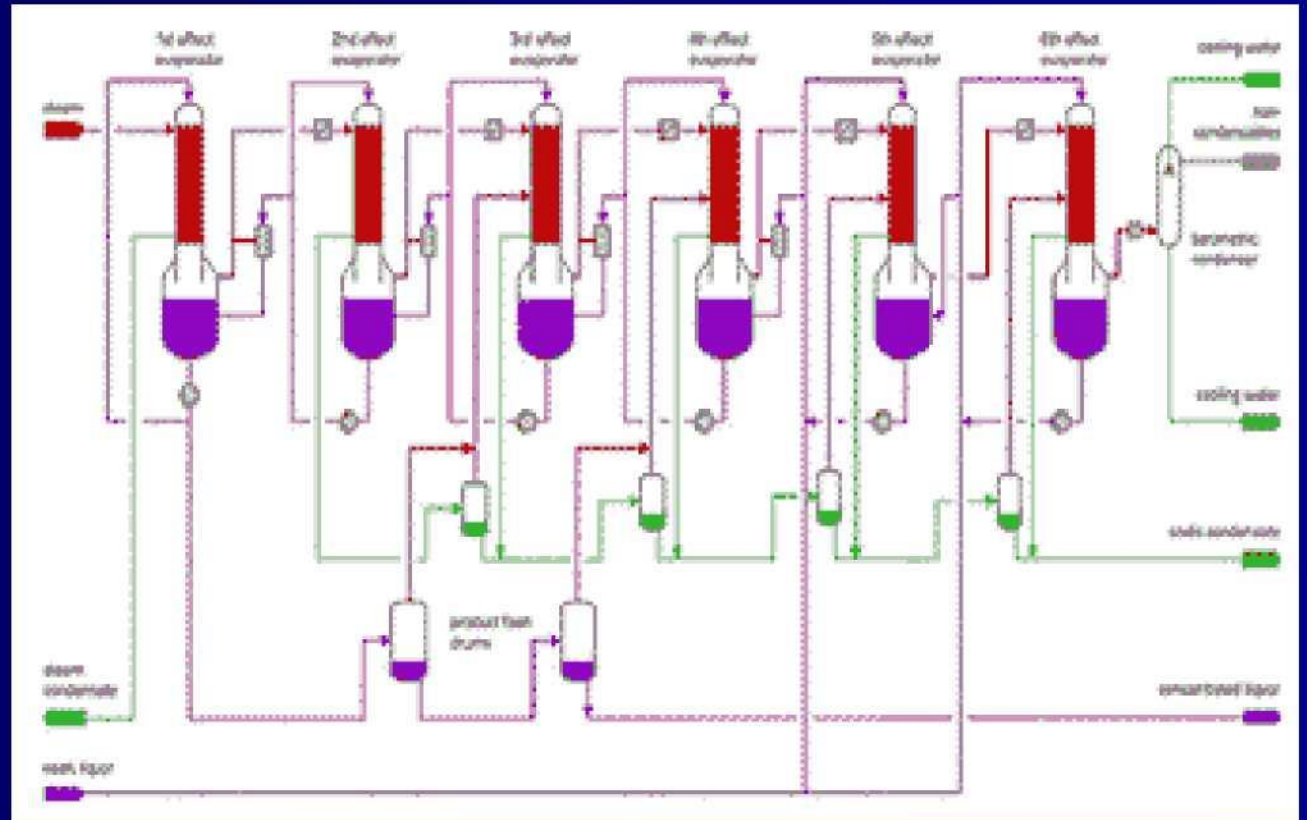 1st effect
evaporator
2nd effect
evaporator
3rd effect
evaporator
4th effect
evaporator
5th effect
evaporator
6th effect
evaporator
cooling water
steam
non
condensables
barometric
condenser
cooling water
product flash
drums
steam
condensate
concentrated liquor
weak liquor